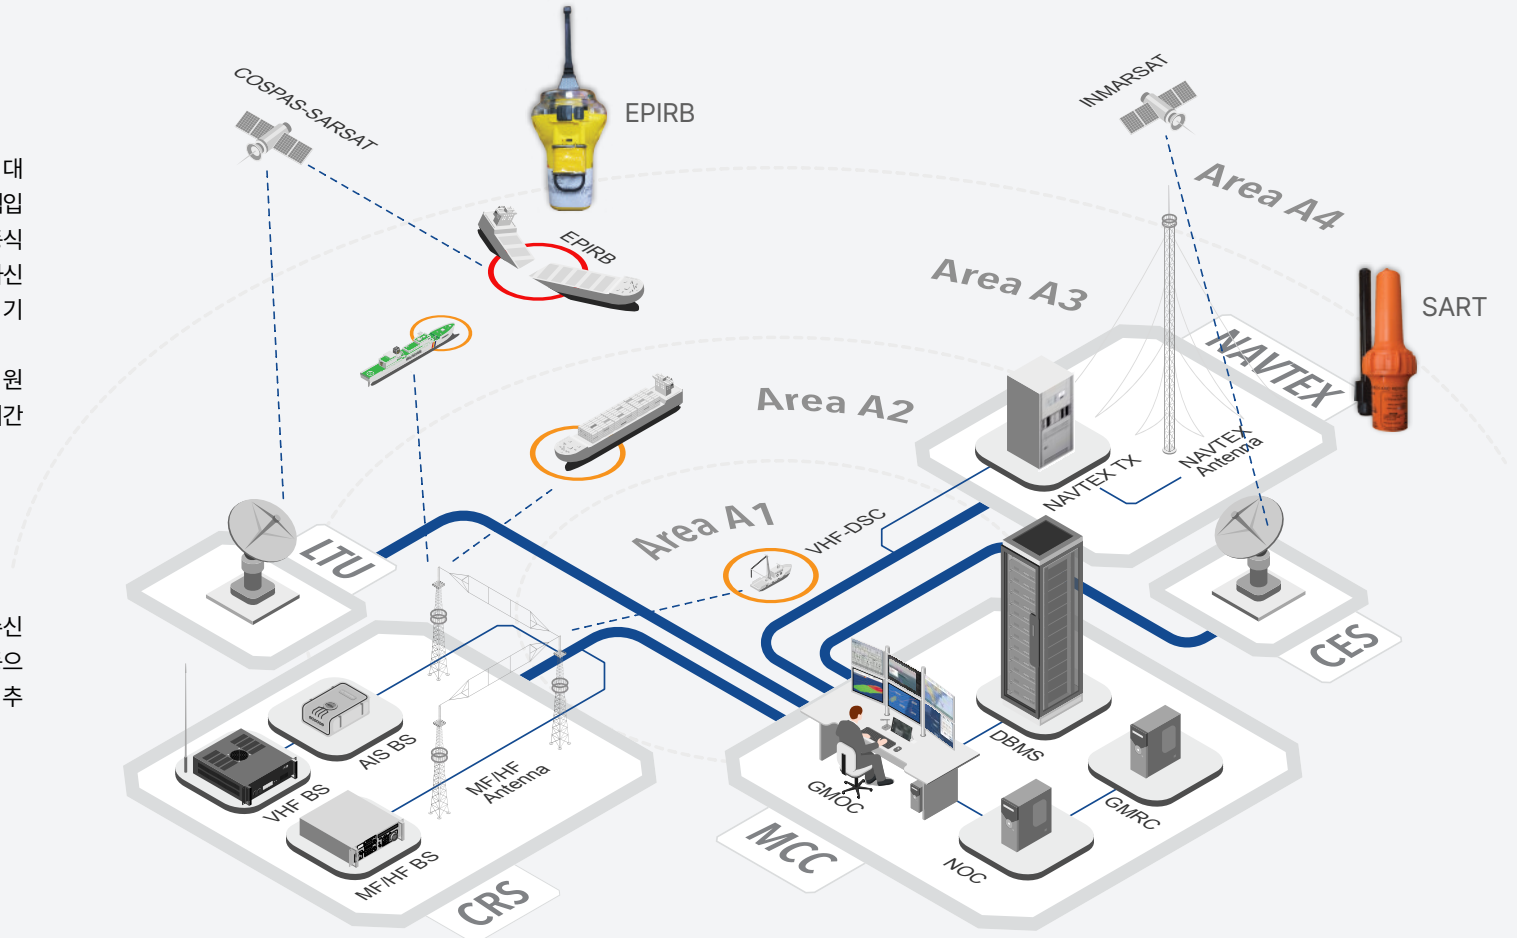 대
입
식
신
기
원
간
신
으
추
COSPAS-SARSAT
EPIRB
INMARSAT
Area A4
EPIRB
Area A3
SART
NAVTEX
Area A2
NAVTEX
Antenna
NAVTEX TX
Area A1
VHF-DSC
LTU
CES
AIS BS
MF/HF
Antenna
VHF BS
MF/HF BS
CRS
DBMS
GMOC
GMRC
NOC
MCC